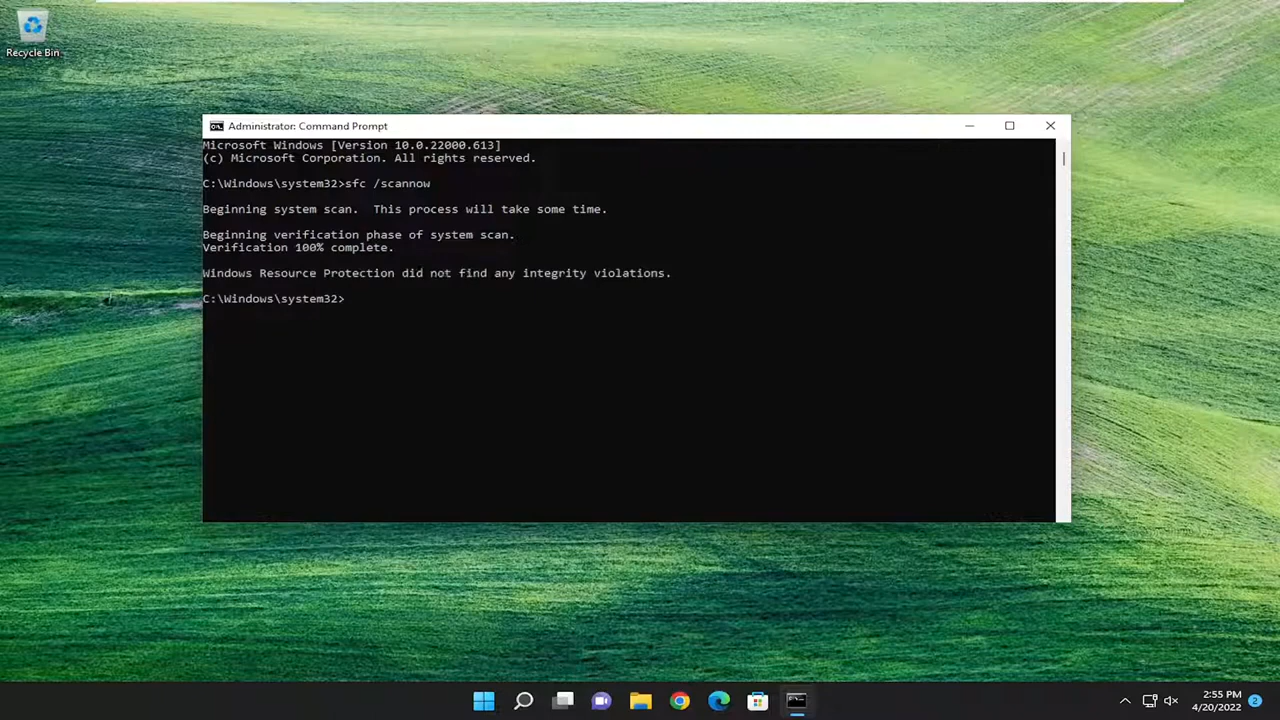 Recycle Bin
Administrator: Command Prompt
Microsoft Windows [Version 10.0.22000.613]
(c) Microsoft Corporation. All rights reserved.
C:\Windows\system32>sfc /scannow
Beginning system scan.  This process will take some time.
Beginning verification phase of system scan.
Verification 100% complete.
Windows Resource Protection did not find any integrity violations.
C:\Windows\system32>
2:55 PM
4/20/2022
2